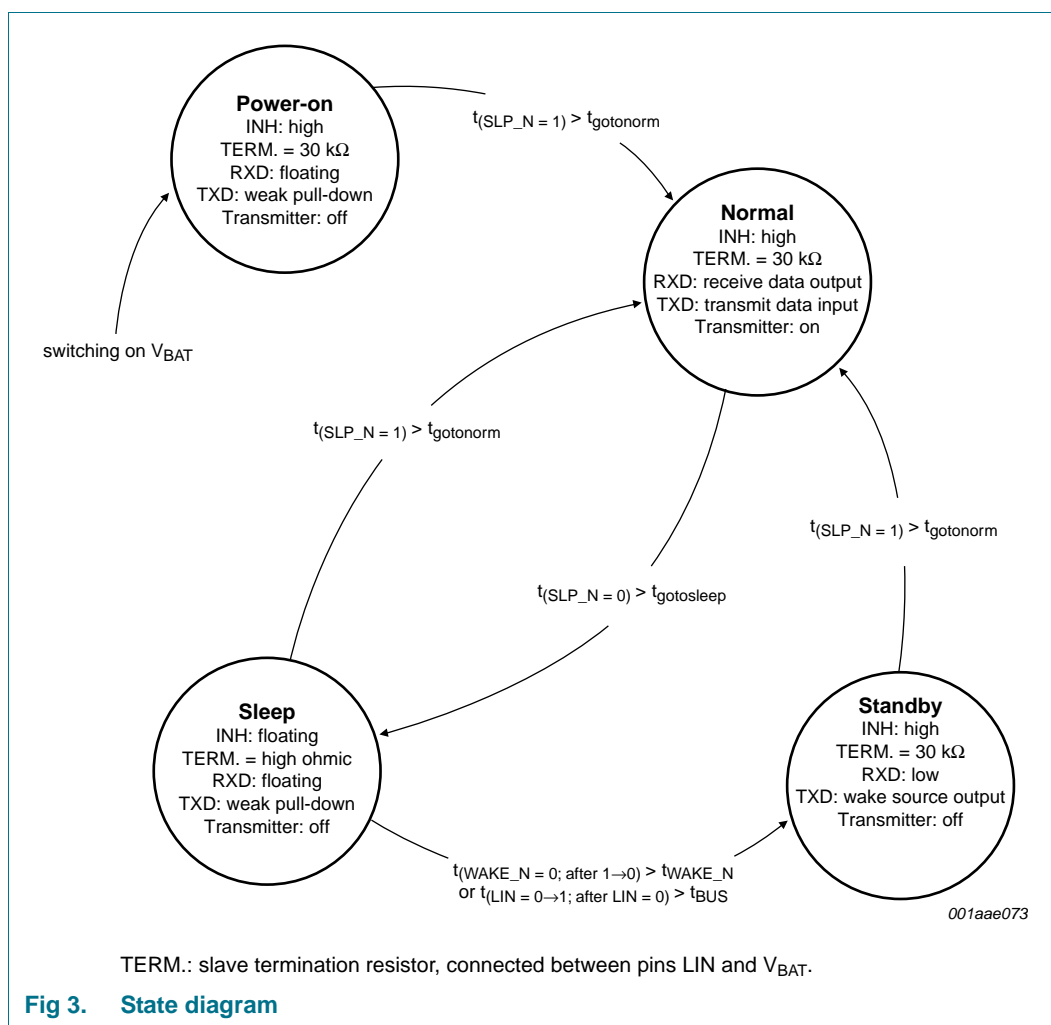 Power-on
INH: high
TERM. = 30 kΩ
RXD: floating
TXD: weak pull-down
Transmitter: off
t(SLP_N = 1) > tgotonorm
Normal
INH: high
TERM. = 30 kΩ
RXD: receive data output
TXD: transmit data input
Transmitter: on
switching on VBAT
t(SLP_N = 1) > tgotonorm
t(SLP_N = 1) > tgotonorm
t(SLP_N = 0) > tgotosleep
Sleep
INH: floating
TERM. = high ohmic
RXD: floating
TXD: weak pull-down
Transmitter: off
Standby
INH: high
TERM. = 30 kΩ
RXD: low
TXD: wake source output
Transmitter: off
t(WAKE_N = 0; after 1→0) > tWAKE_N
or t(LIN = 0→1; after LIN = 0) > tBUS
001aae073
TERM.: slave termination resistor, connected between pins LIN and VBAT.
Fig 3. State diagram